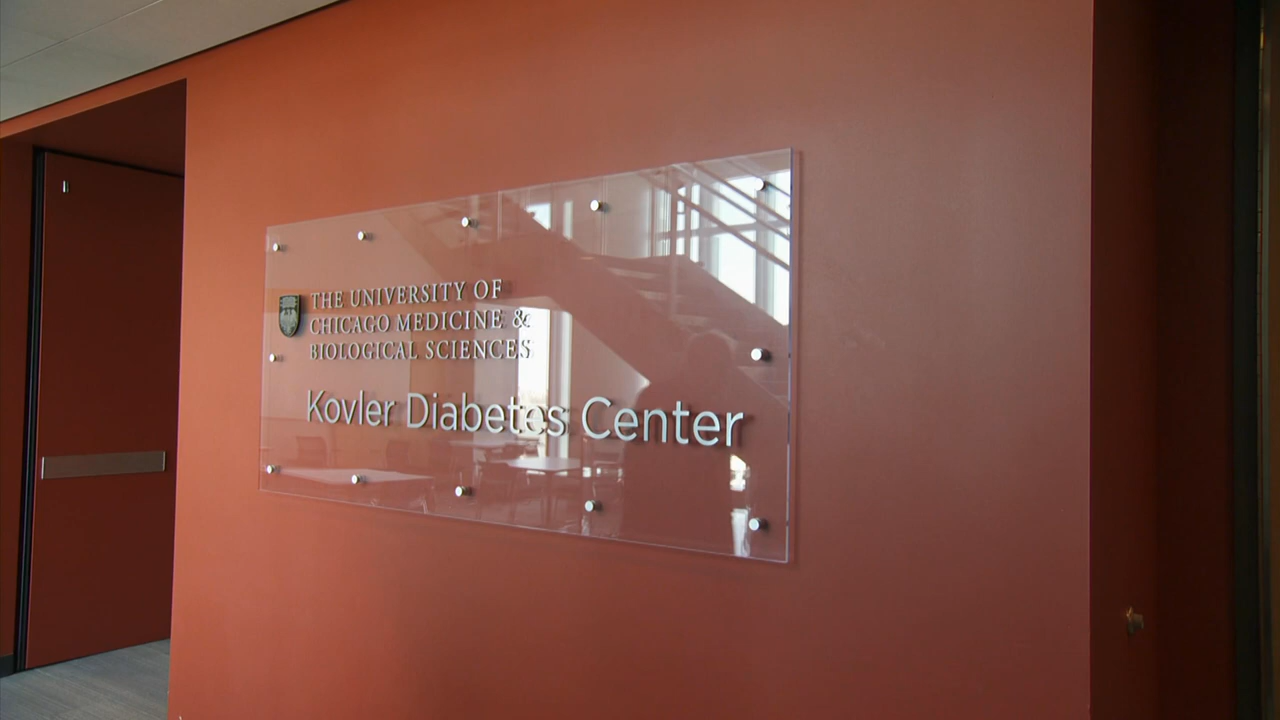 THE UNIVERSITY OF
CHICAGO MEDICINE &
BIOLOGICAL SCIENCES
Kovler Diabetes Center